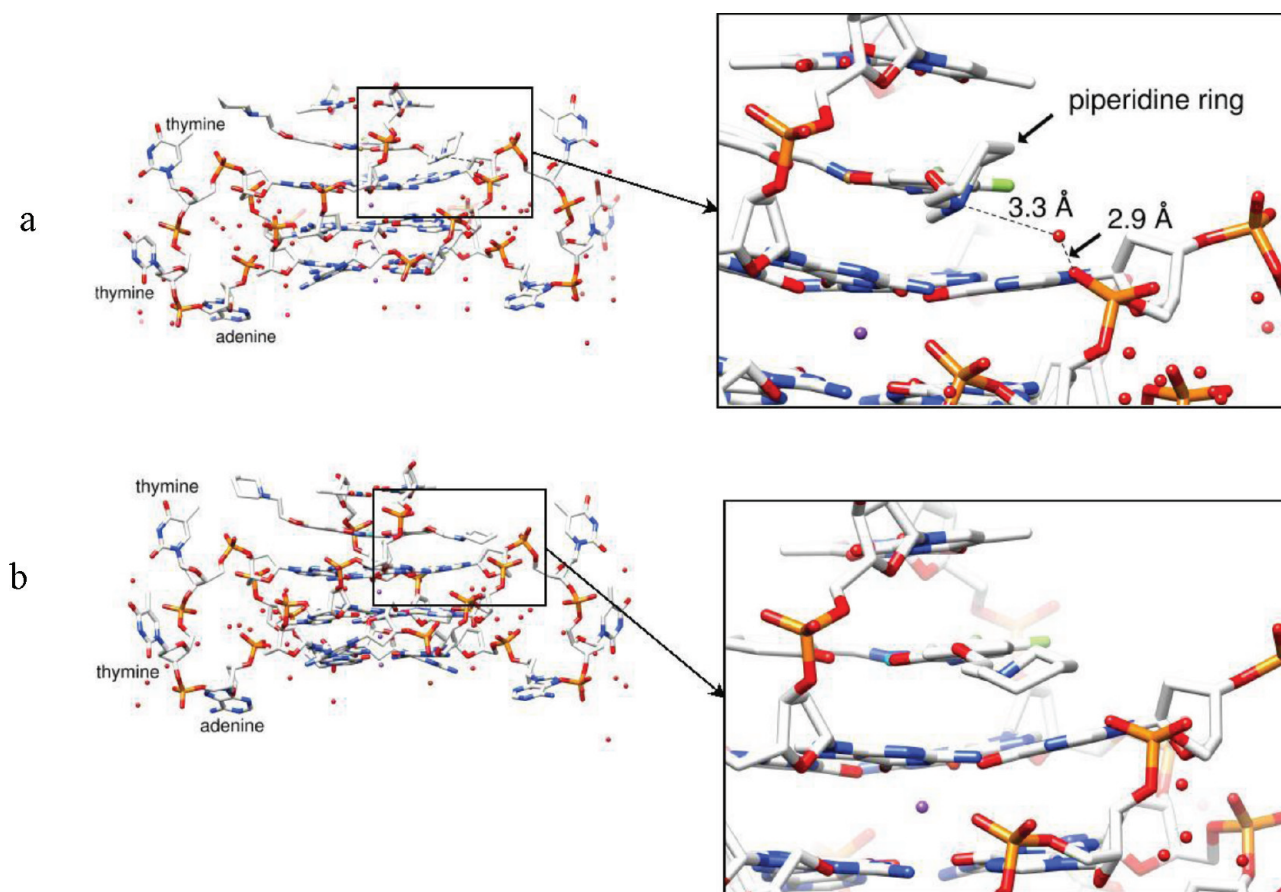 a
thymine
thymine
adenine
piperidine ring
3.3 Å
2.9 Å
b
thymine
thymine
adenine